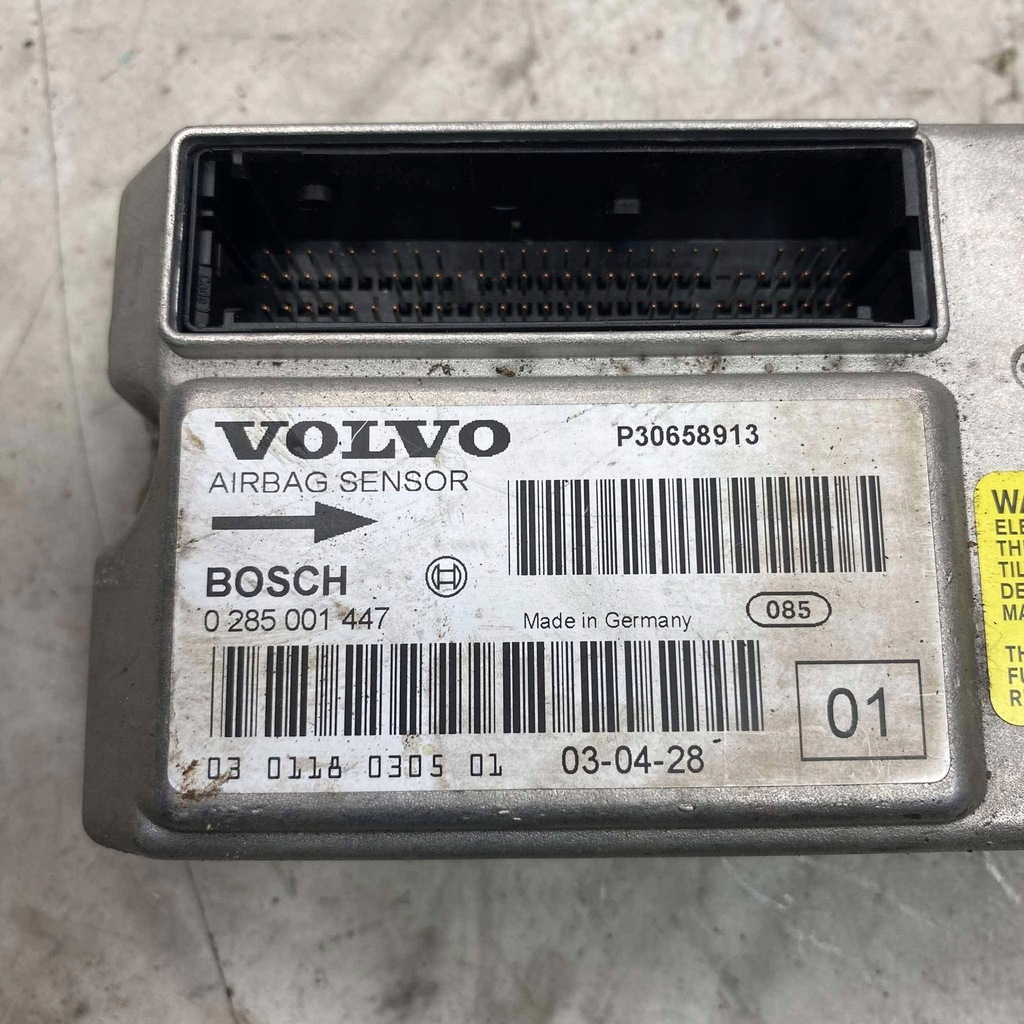 VOLVO
P30658913
AIRBAG SENSOR
BOSCH
0 285 001 447
Made in Germany
085
03 0118 0305 01
03-04-28
01